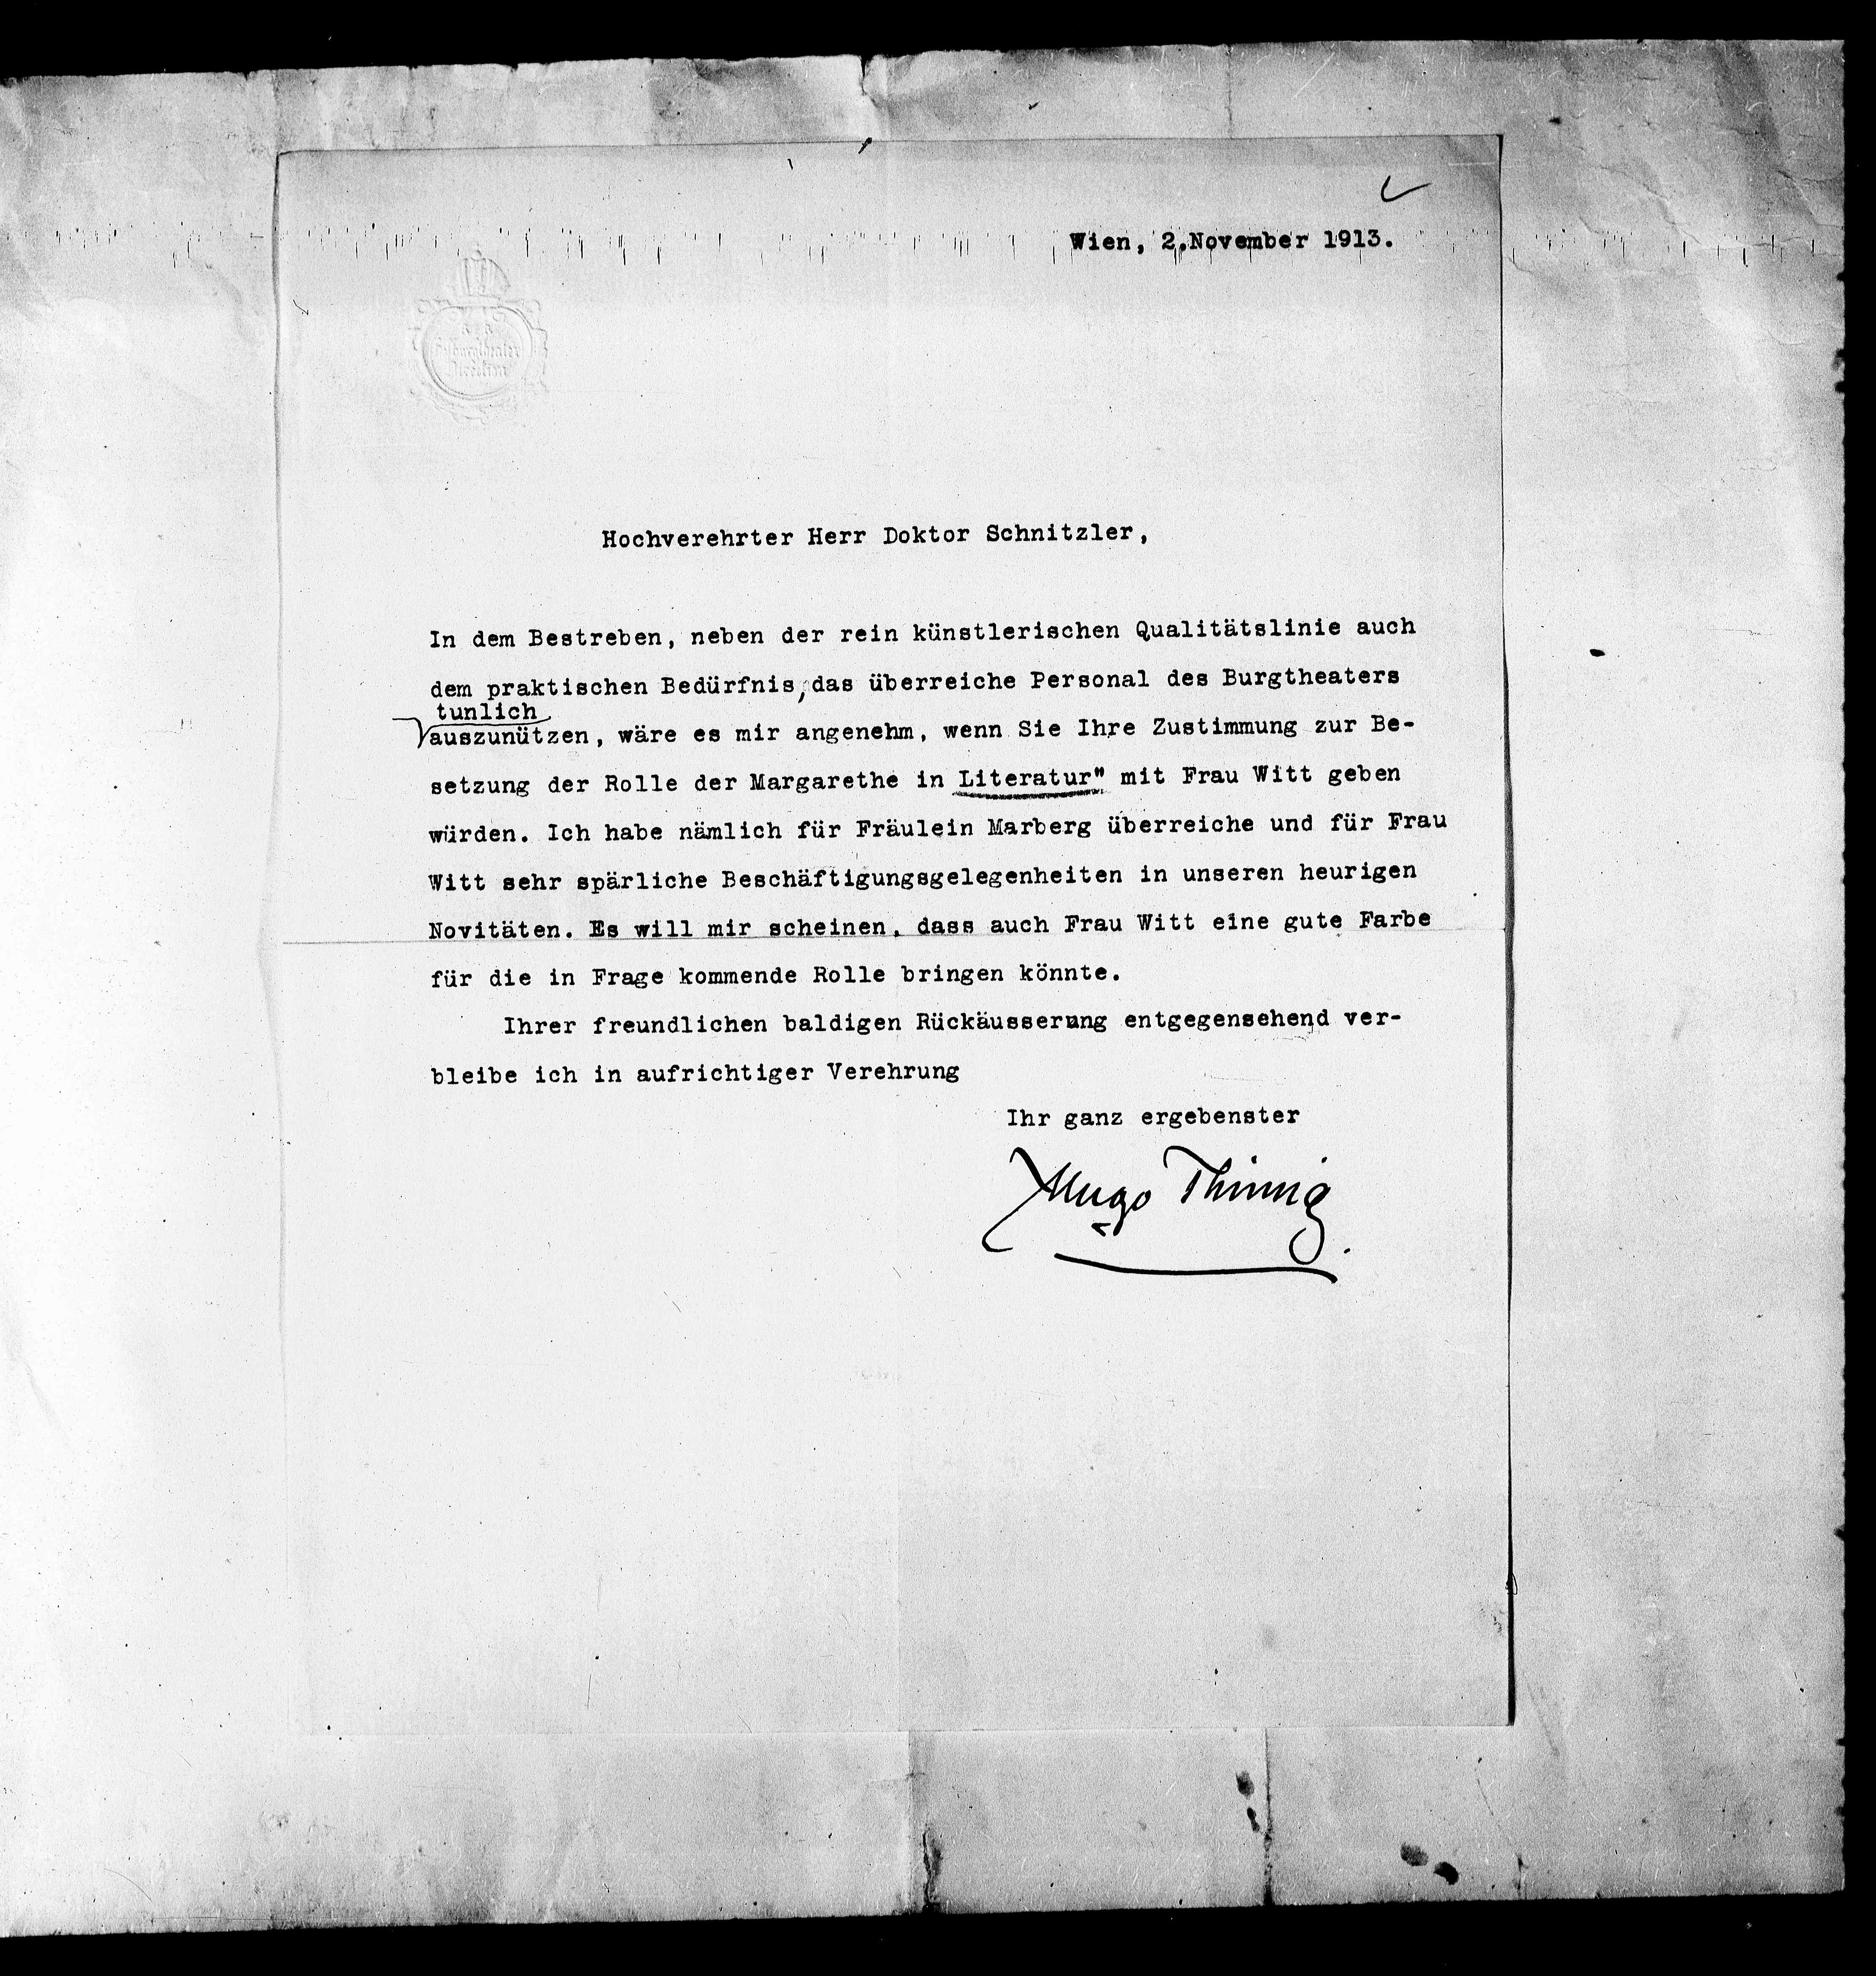 Wien, 2.November 1913.
K K
Hofburgtheater
Direction
Hochverehrter Herr Doktor Schnitzler,
In dem Bestreben, neben der rein künstlerischen Qualitätslinie auch
dem praktischen Bedürfnis, das überreiche Personal des Burgtheaters
tunlich
auszunützen, wäre es mir angenehm, wenn Sie Ihre Zustimmung zur Be-
setzung der Rolle der Margarethe in Literatur" mit Frau Witt geben
würden. Ich habe nämlich für Fräulein Marberg überreiche und für Frau
Witt sehr spärliche Beschäftigungsgelegenheiten in unseren heurigen
Novitäten. Es will mir scheinen, dass auch Frau Witt eine gute Farbe
für die in Frage kommende Rolle bringen könnte.
Ihrer freundlichen baldigen Rückäusserung entgegensehend ver-
bleibe ich in aufrichtiger Verehrung
Ihr ganz ergebenster
Hugo Thimig.